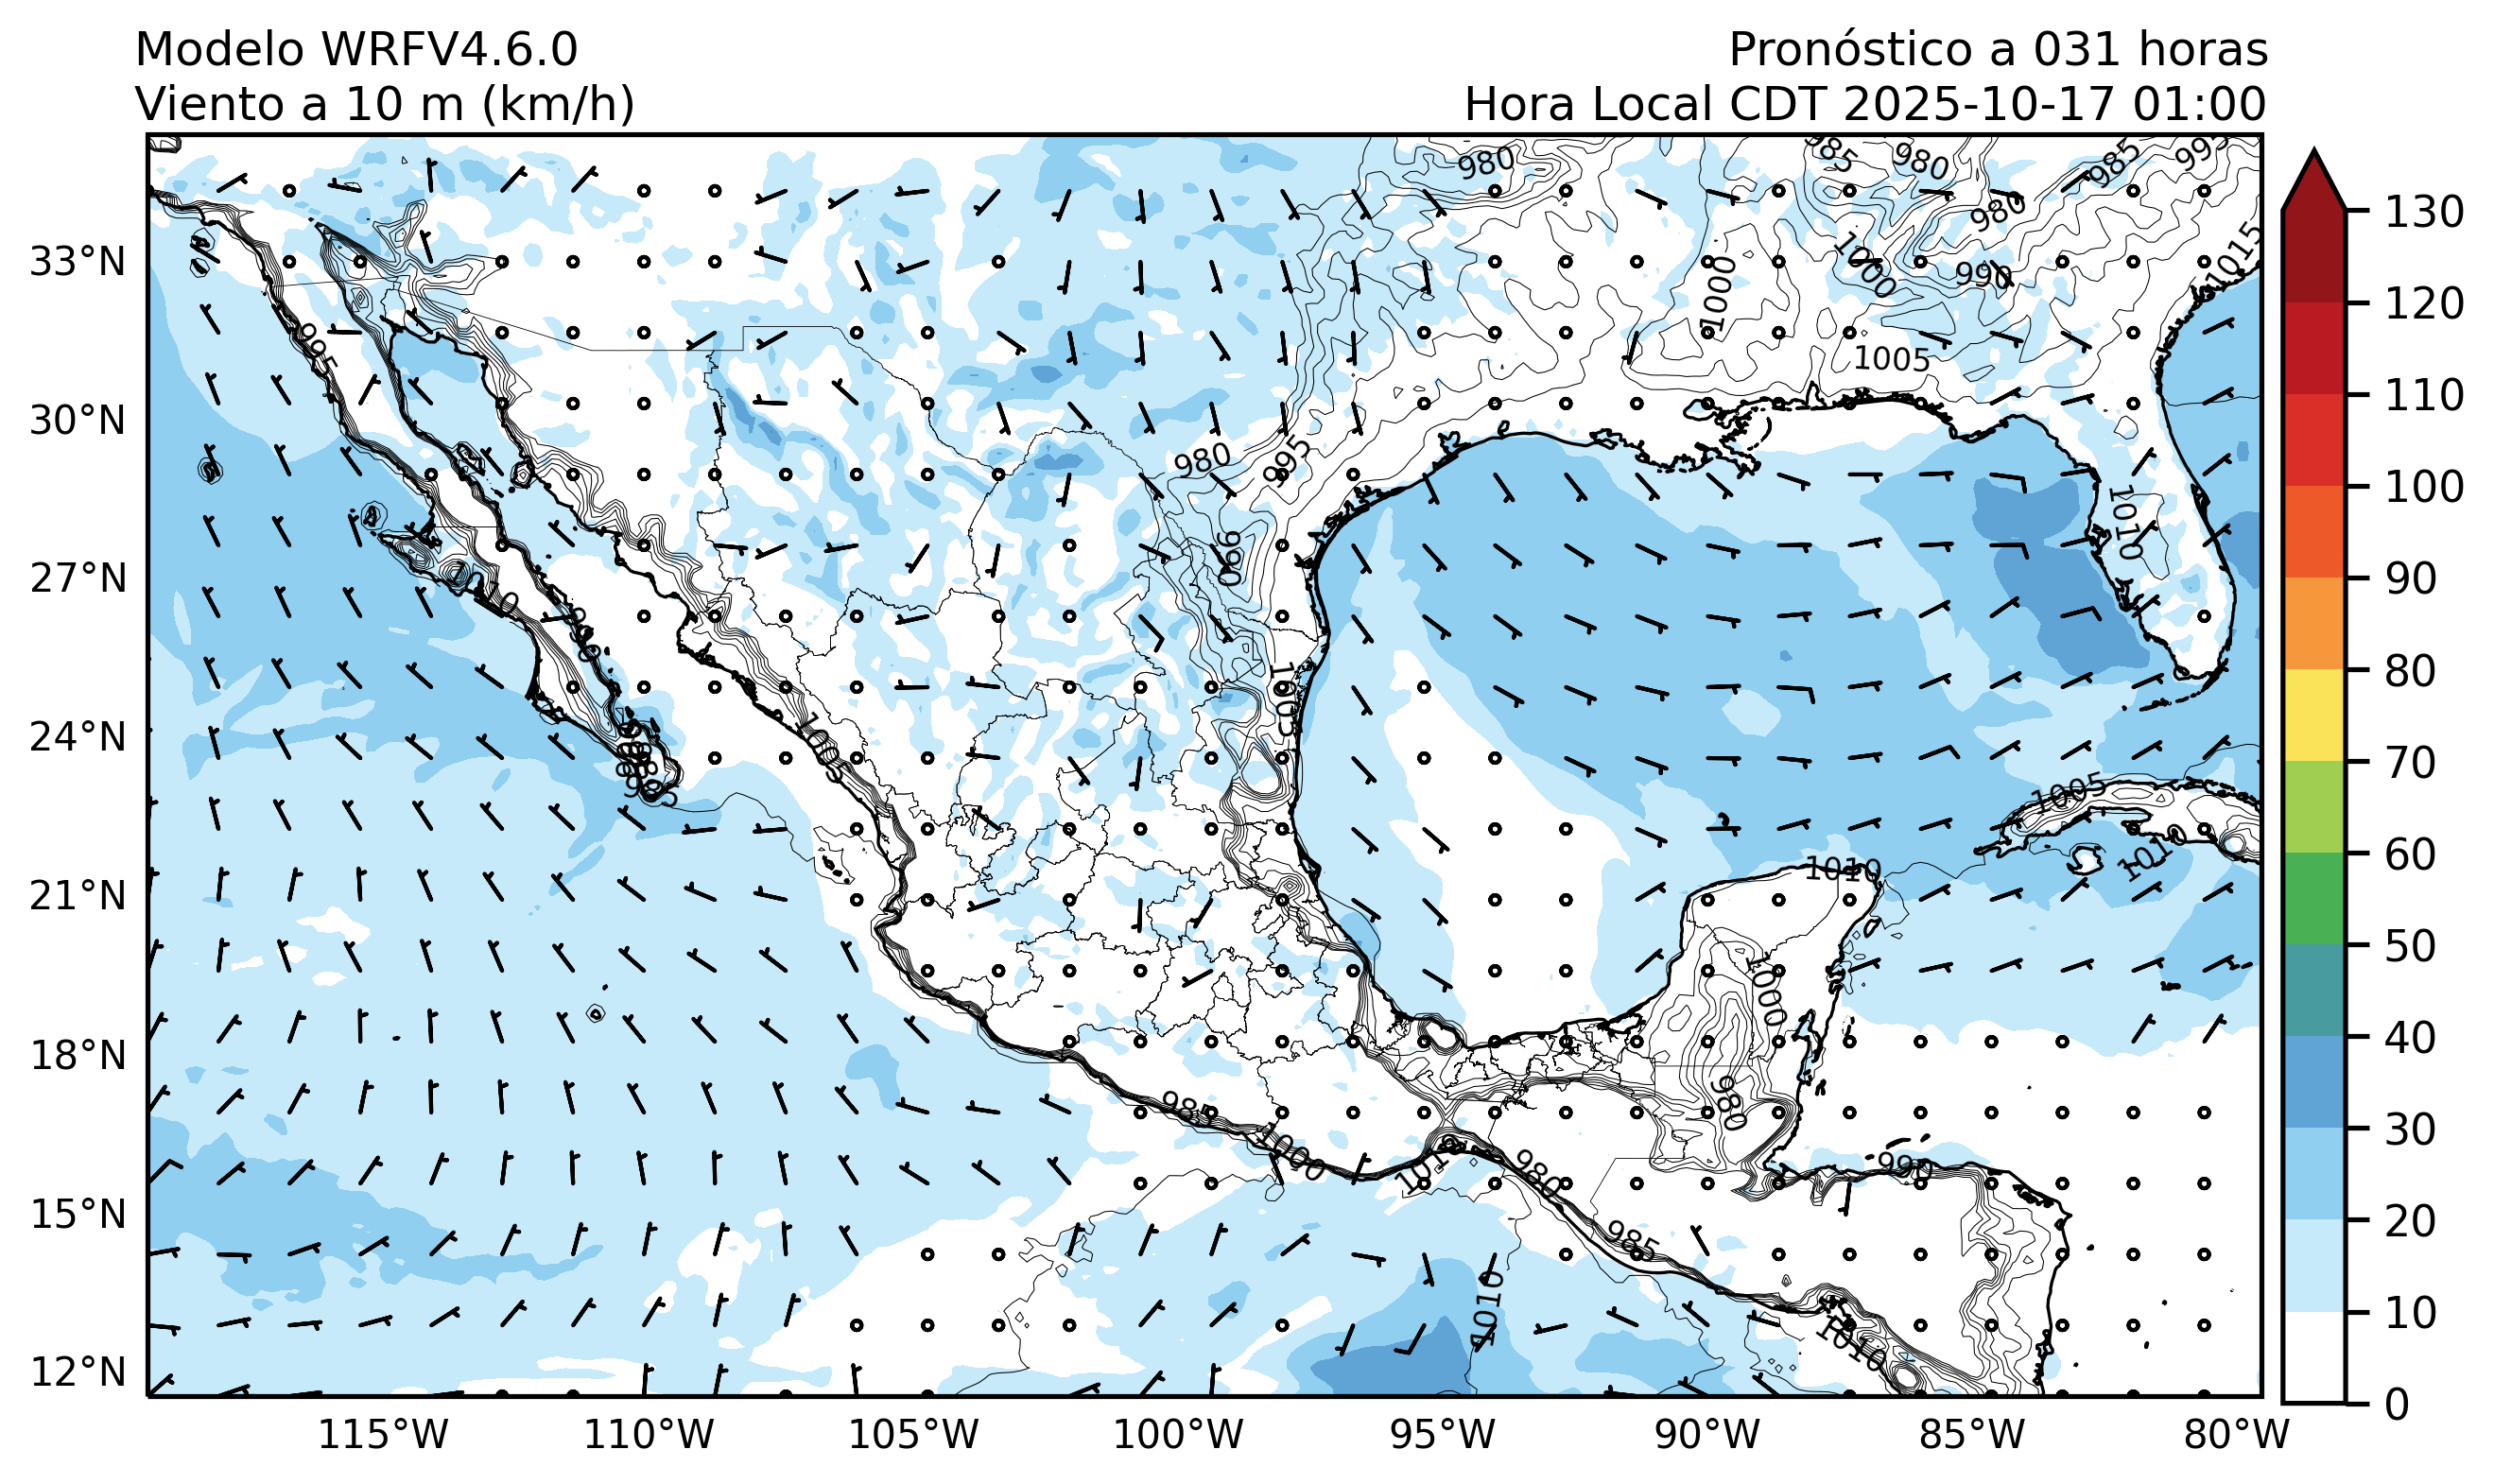 Modelo WRFV4.6.0
Viento a 10 m (km/h)
Pronóstico a 031 horas
Hora Local CDT 2025-10-17 01:00
980
985
980
985
995
980
1000
990
1015
1000
1005
995
980
995
990
1010
1010
1005
1005
1005
1010
1010
1000
980
985
1000
1010
980
990
985
1010
1010
33°N
30°N
27°N
24°N
21°N
18°N
15°N
12°N
115°W
110°W
105°W
100°W
95°W
90°W
85°W
80°W
130
120
110
100
90
80
70
60
50
40
30
20
10
0